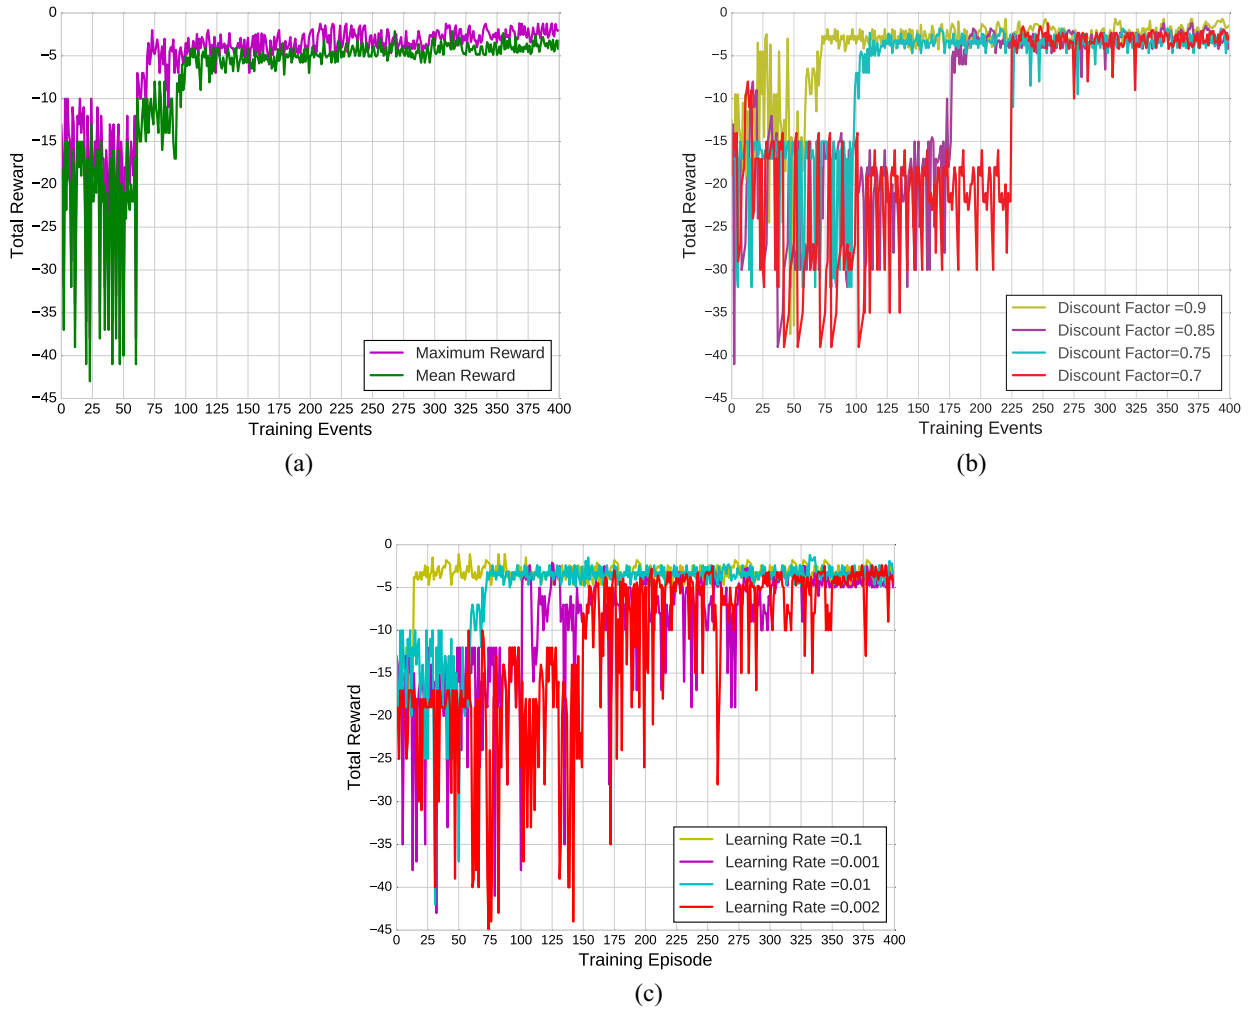 0
−5
−10
−15
−20
−25
−30
−35
−40
−45
Total Reward
Maximum Reward
Mean Reward
0 25 50 75 100 125 150 175 200 225 250 275 300 325 350 375 400
Training Events
(a)
0
−5
−10
−15
−20
−25
−30
−35
−40
−45
Total Reward
Discount Factor =0.9
Discount Factor =0.85
Discount Factor=0.75
Discount Factor=0.7
0 25 50 75 100 125 150 175 200 225 250 275 300 325 350 375 400
Training Events
(b)
0
−5
−10
−15
−20
−25
−30
−35
−40
−45
Total Reward
Learning Rate =0.1
Learning Rate =0.001
Learning Rate =0.01
Learning Rate =0.002
0 25 50 75 100 125 150 175 200 225 250 275 300 325 350 375 400
Training Episode
(c)